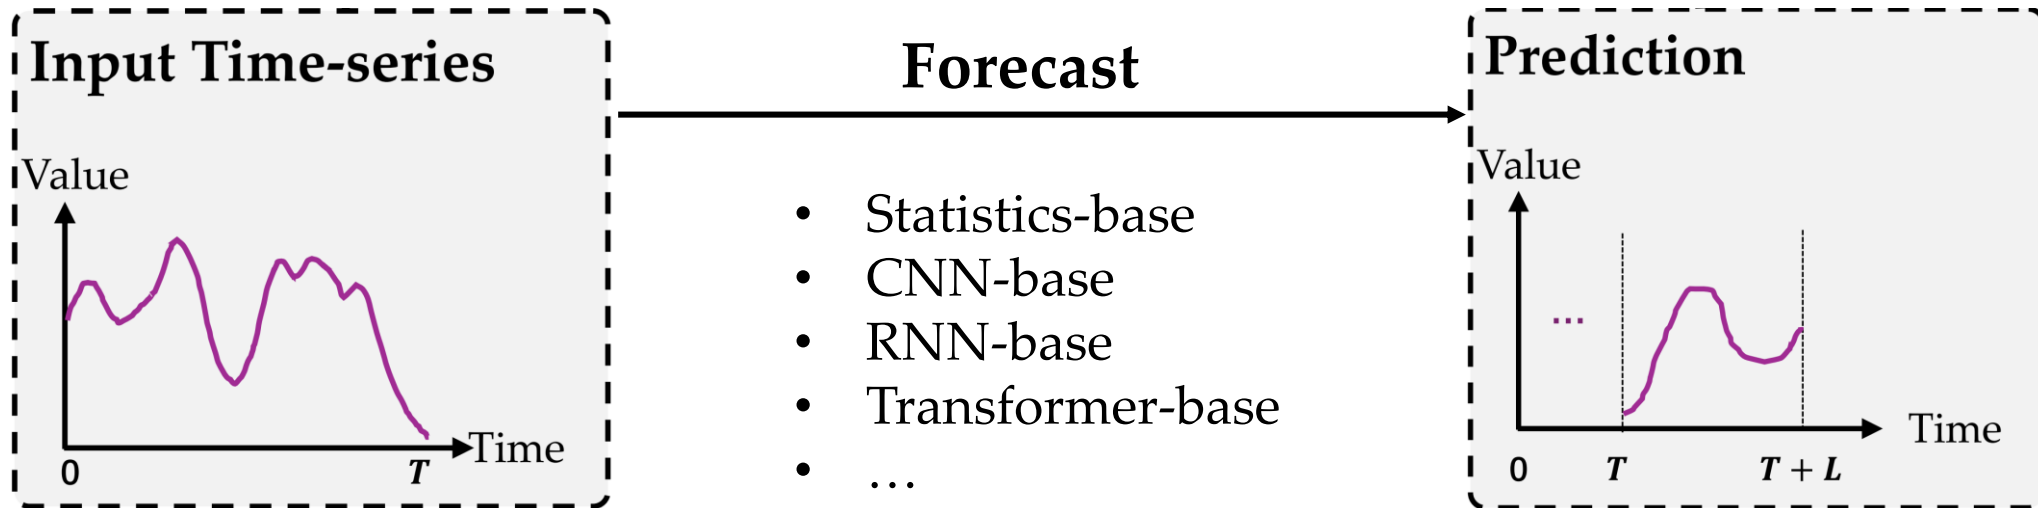 Input Time-series
Value
Time
0
T
Forecast
• Statistics-base
• CNN-base
• RNN-base
• Transformer-base
• …
Prediction
Value
...
Time
0
T
T + L